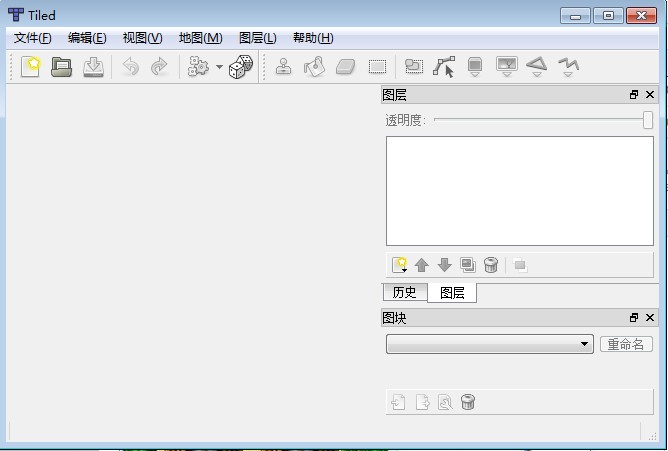 Tiled
文件(F) 编辑(E) 视图(V) 地图(M) 图层(L) 帮助(H)
图层
透明度:
历史 图层
图块
重命名